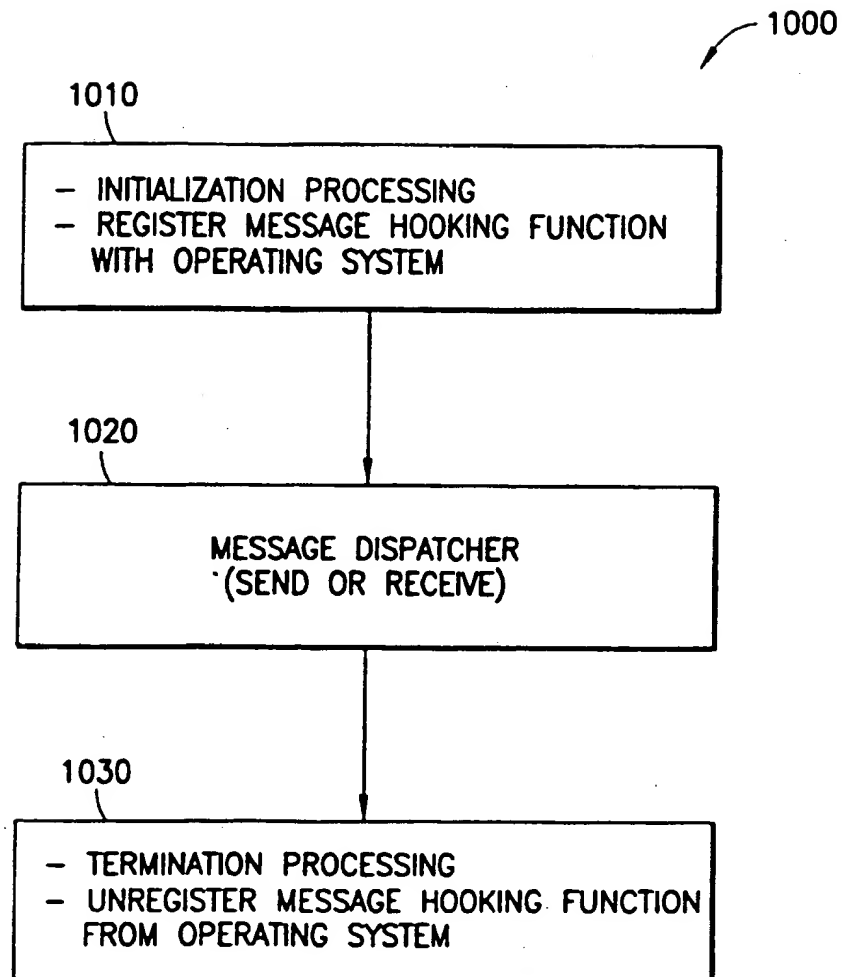 1000
1010
– INITIALIZATION PROCESSING
– REGISTER MESSAGE HOOKING FUNCTION
WITH OPERATING SYSTEM
1020
MESSAGE DISPATCHER
(SEND OR RECEIVE)
1030
– TERMINATION PROCESSING
– UNREGISTER MESSAGE HOOKING FUNCTION
FROM OPERATING SYSTEM